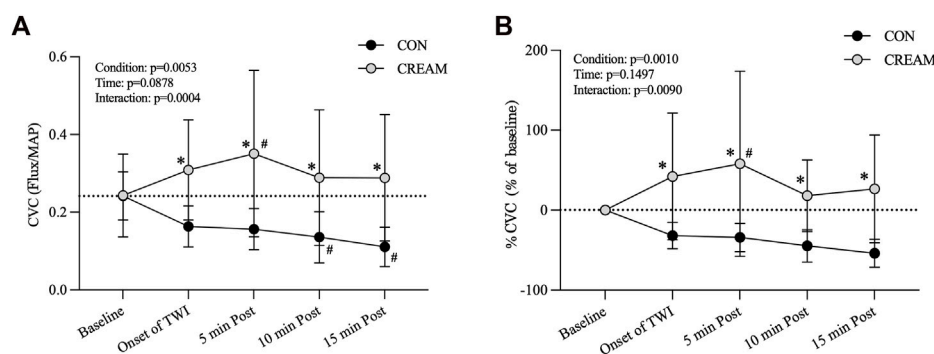 A
CON
CREAM
Condition: p=0.0053
Time: p=0.0878
Interaction: p=0.0004
CVC (Flux/MAP)
0.6
0.4
0.2
0.0
*
* #
*
*
#
#
Baseline
Onset of TWI
5 min Post
10 min Post
15 min Post
B
CON
CREAM
Condition: p=0.0010
Time: p=0.1497
Interaction: p=0.0090
% CVC (% of baseline)
200
100
0
-100
*
* #
*
*
Baseline
Onset of TWI
5 min Post
10 min Post
15 min Post